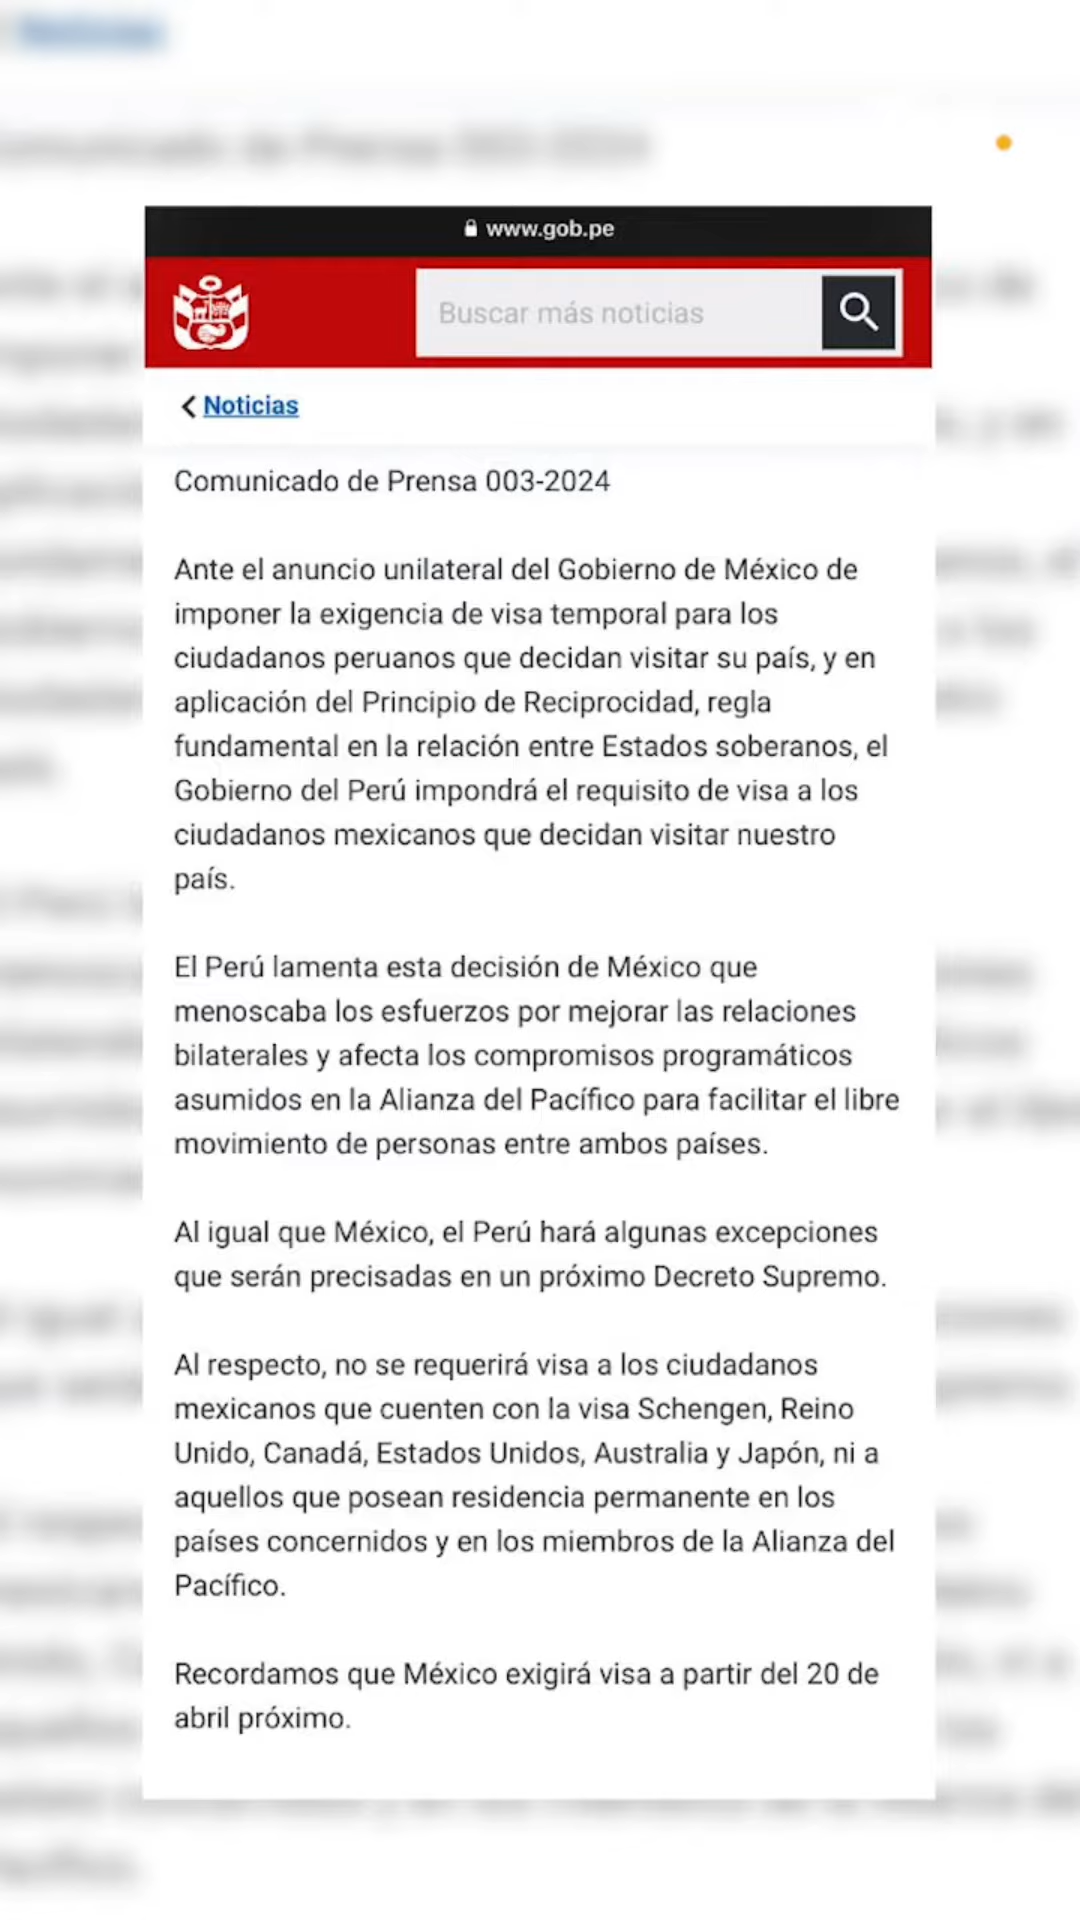 Noticias
Comunicado de Prensa 003-2024
www.gob.pe
Buscar más noticias
Noticias
Comunicado de Prensa 003-2024
Ante el anuncio unilateral del Gobierno de México de
imponer la exigencia de visa temporal para los
ciudadanos peruanos que decidan visitar su país, y en
aplicación del Principio de Reciprocidad, regla
fundamental en la relación entre Estados soberanos, el
Gobierno del Perú impondrá el requisito de visa a los
ciudadanos mexicanos que decidan visitar nuestro
país.
El Perú lamenta esta decisión de México que
menoscaba los esfuerzos por mejorar las relaciones
bilaterales y afecta los compromisos programáticos
asumidos en la Alianza del Pacífico para facilitar el libre
movimiento de personas entre ambos países.
Al igual que México, el Perú hará algunas excepciones
que serán precisadas en un próximo Decreto Supremo.
Al respecto, no se requerirá visa a los ciudadanos
mexicanos que cuenten con la visa Schengen, Reino
Unido, Canadá, Estados Unidos, Australia y Japón, ni a
aquellos que posean residencia permanente en los
países concernidos y en los miembros de la Alianza del
Pacífico.
Recordamos que México exigirá visa a partir del 20 de
abril próximo.